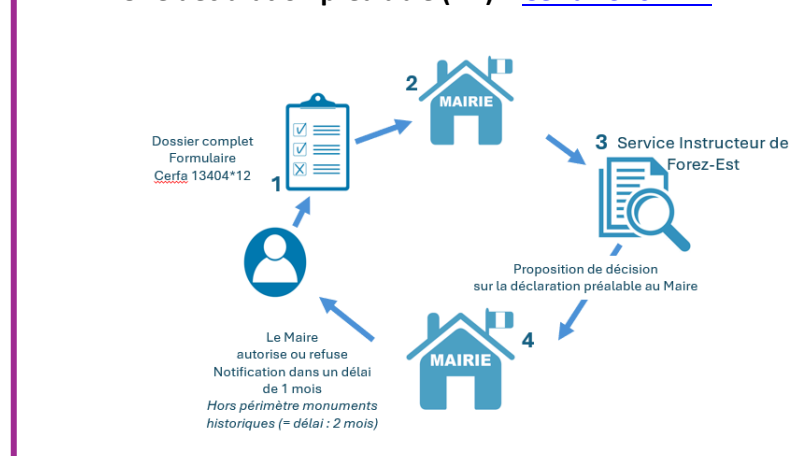 1
Dossier complet
Formulaire
Cerfa 13404*12
2
MAIRIE
3 Service Instructeur de
Forez-Est
Proposition de décision
sur la déclaration préalable au Maire
4
MAIRIE
Le Maire
autorise ou refuse
Notification dans un délai
de 1 mois
Hors périmètre monuments
historiques (= délai : 2 mois)